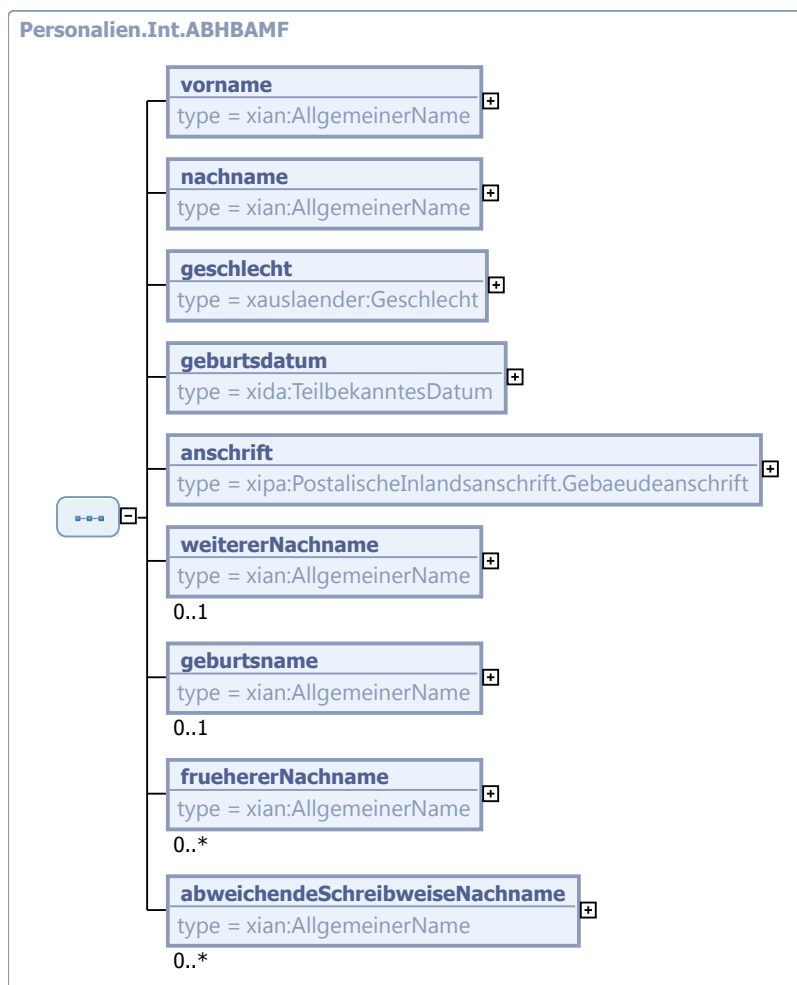 Personalien.Int.ABHBAMF
vorname
type = xian:AllgemeinerName
nachname
type = xian:AllgemeinerName
geschlecht
type = xauslaender:Geschlecht
geburtsdatum
type = xida:TeilbekanntesDatum
anschrift
type = xipa:PostalischeInlandsanschrift.Gebaeudeanschrift
weitererNachname
type = xian:AllgemeinerName
0..1
geburtsname
type = xian:AllgemeinerName
0..1
fruehererNachname
type = xian:AllgemeinerName
0..*
abweichendeSchreibweiseNachname
type = xian:AllgemeinerName
0..*